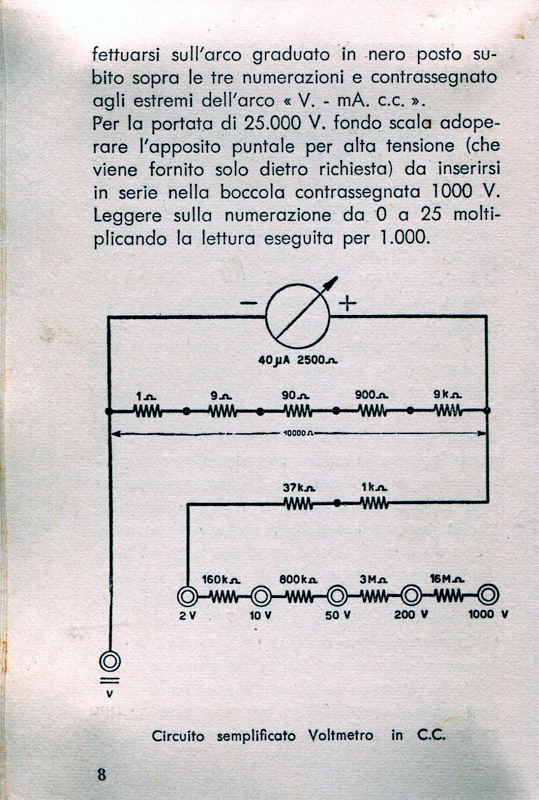 fettuarsi sull'arco graduato in nero posto su-
bito sopra le tre numerazioni e contrassegnato
agli estremi dell'arco « V. - mA. c.c. ».
Per la portata di 25.000 V. fondo scala adope-
rare l'apposito puntale per alta tensione (che
viene fornito solo dietro richiesta) da inserirsi
in serie nella boccola contrassegnata 1000 V.
Leggere sulla numerazione da 0 a 25 molti-
plicando la lettura eseguita per 1.000.
− +
40µA 2500Ω
1Ω 9Ω 90Ω 900Ω 9kΩ
10000Ω
37kΩ 1kΩ
160kΩ 800kΩ 3MΩ 16MΩ
2 V 10 V 50 V 200 V 1000 V
V
Circuito semplificato Voltmetro in C.C.
8